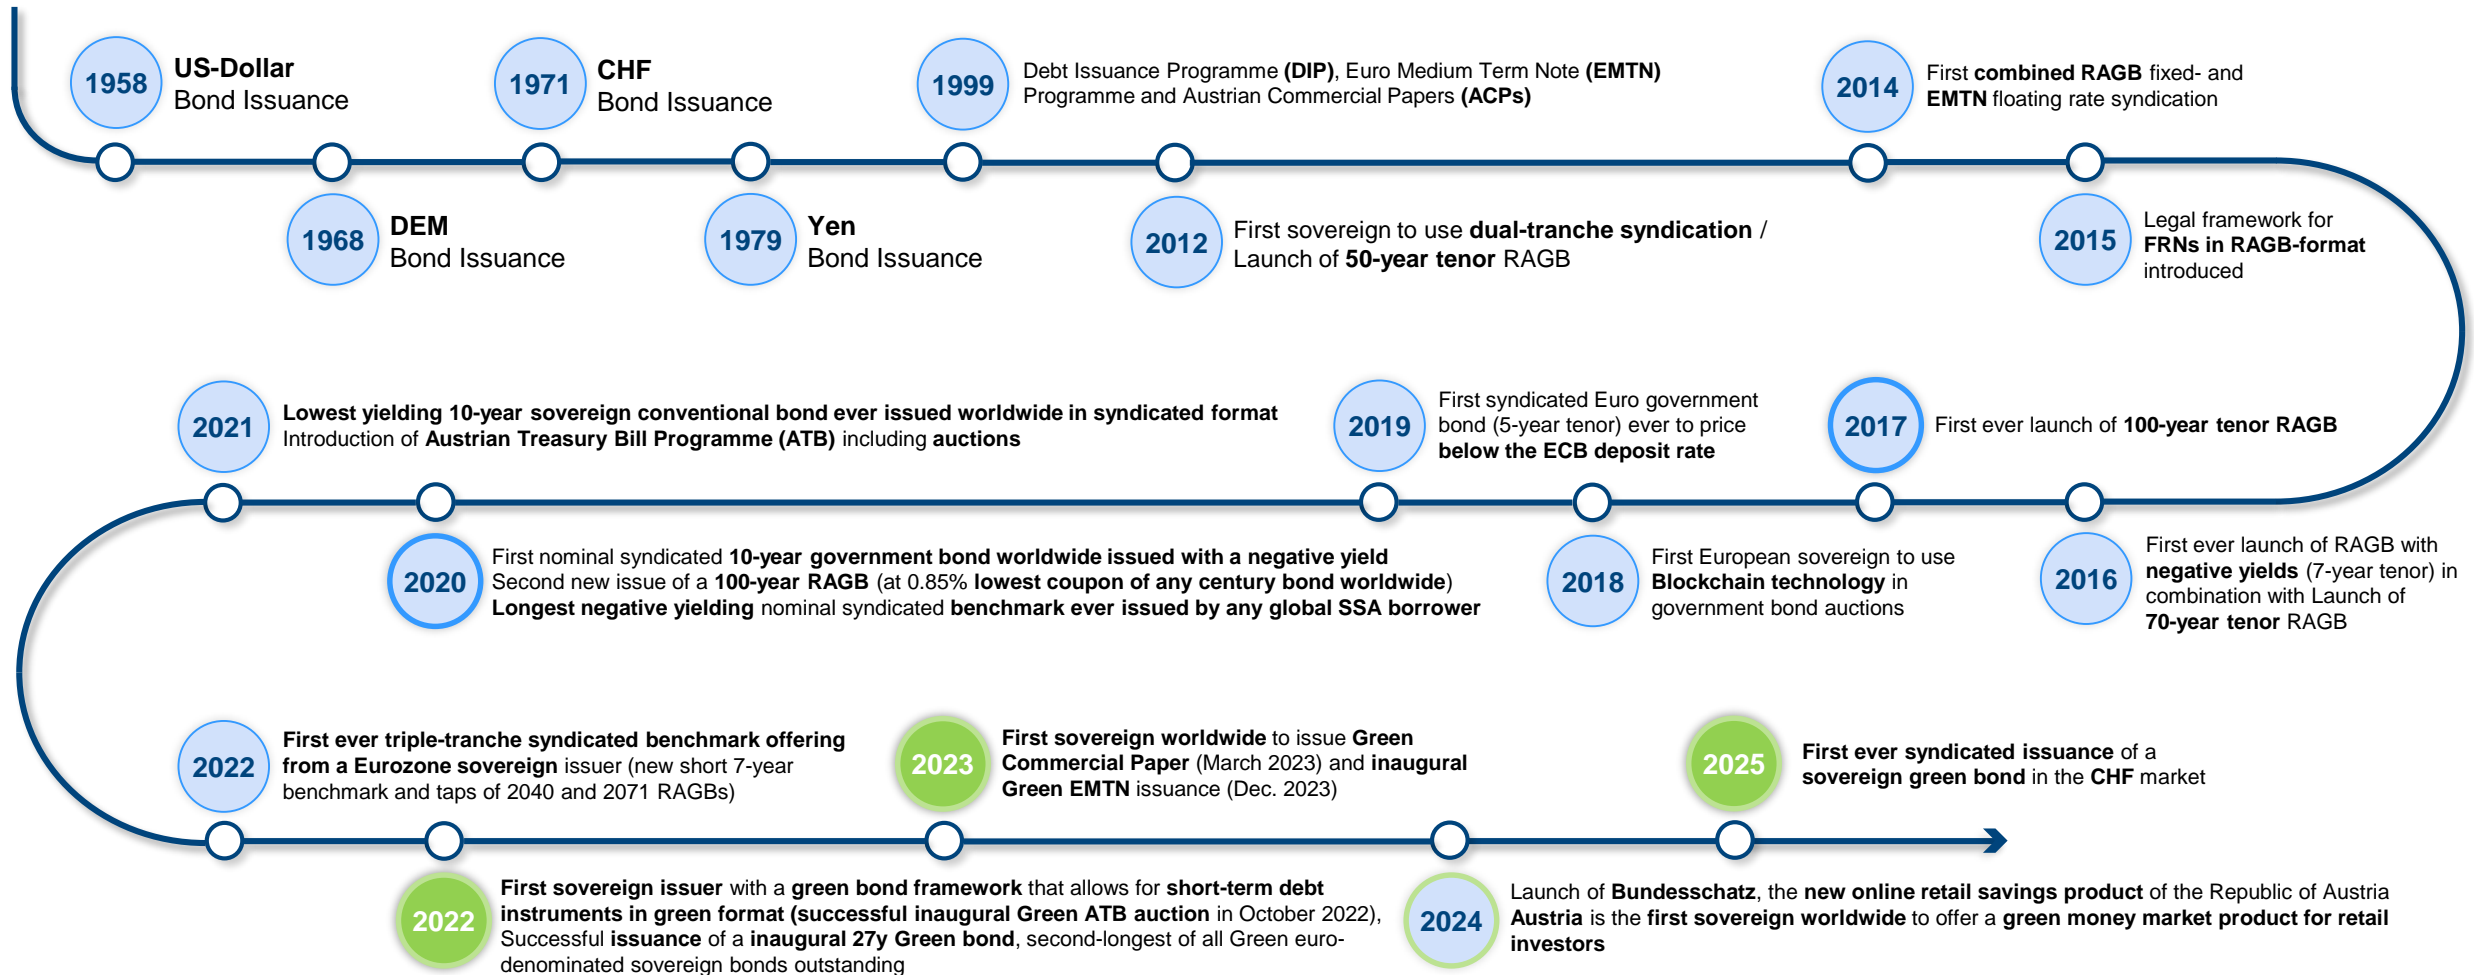 1958
US-Dollar
Bond Issuance
1968
DEM
Bond Issuance
1971
CHF
Bond Issuance
1979
Yen
Bond Issuance
1999
Debt Issuance Programme (DIP), Euro Medium Term Note (EMTN)
Programme and Austrian Commercial Papers (ACPs)
2012
First sovereign to use dual-tranche syndication /
Launch of 50-year tenor RAGB
2014
First combined RAGB fixed- and
EMTN floating rate syndication
2015
Legal framework for
FRNs in RAGB-format
introduced
2016
First ever launch of RAGB with
negative yields (7-year tenor) in
combination with Launch of
70-year tenor RAGB
2017
First ever launch of 100-year tenor RAGB
2018
First European sovereign to use
Blockchain technology in
government bond auctions
2019
First syndicated Euro government
bond (5-year tenor) ever to price
below the ECB deposit rate
2020
First nominal syndicated 10-year government bond worldwide issued with a negative yield
Second new issue of a 100-year RAGB (at 0.85% lowest coupon of any century bond worldwide)
Longest negative yielding nominal syndicated benchmark ever issued by any global SSA borrower
2021
Lowest yielding 10-year sovereign conventional bond ever issued worldwide in syndicated format
Introduction of Austrian Treasury Bill Programme (ATB) including auctions
2022
First ever triple-tranche syndicated benchmark offering
from a Eurozone sovereign issuer (new short 7-year
benchmark and taps of 2040 and 2071 RAGBs)
2022
First sovereign issuer with a green bond framework that allows for short-term debt
instruments in green format (successful inaugural Green ATB auction in October 2022),
Successful issuance of a inaugural 27y Green bond, second-longest of all Green euro-
denominated sovereign bonds outstanding
2023
First sovereign worldwide to issue Green
Commercial Paper (March 2023) and inaugural
Green EMTN issuance (Dec. 2023)
2024
Launch of Bundesschatz, the new online retail savings product of the Republic of Austria
Austria is the first sovereign worldwide to offer a green money market product for retail
investors
2025
First ever syndicated issuance of a
sovereign green bond in the CHF market